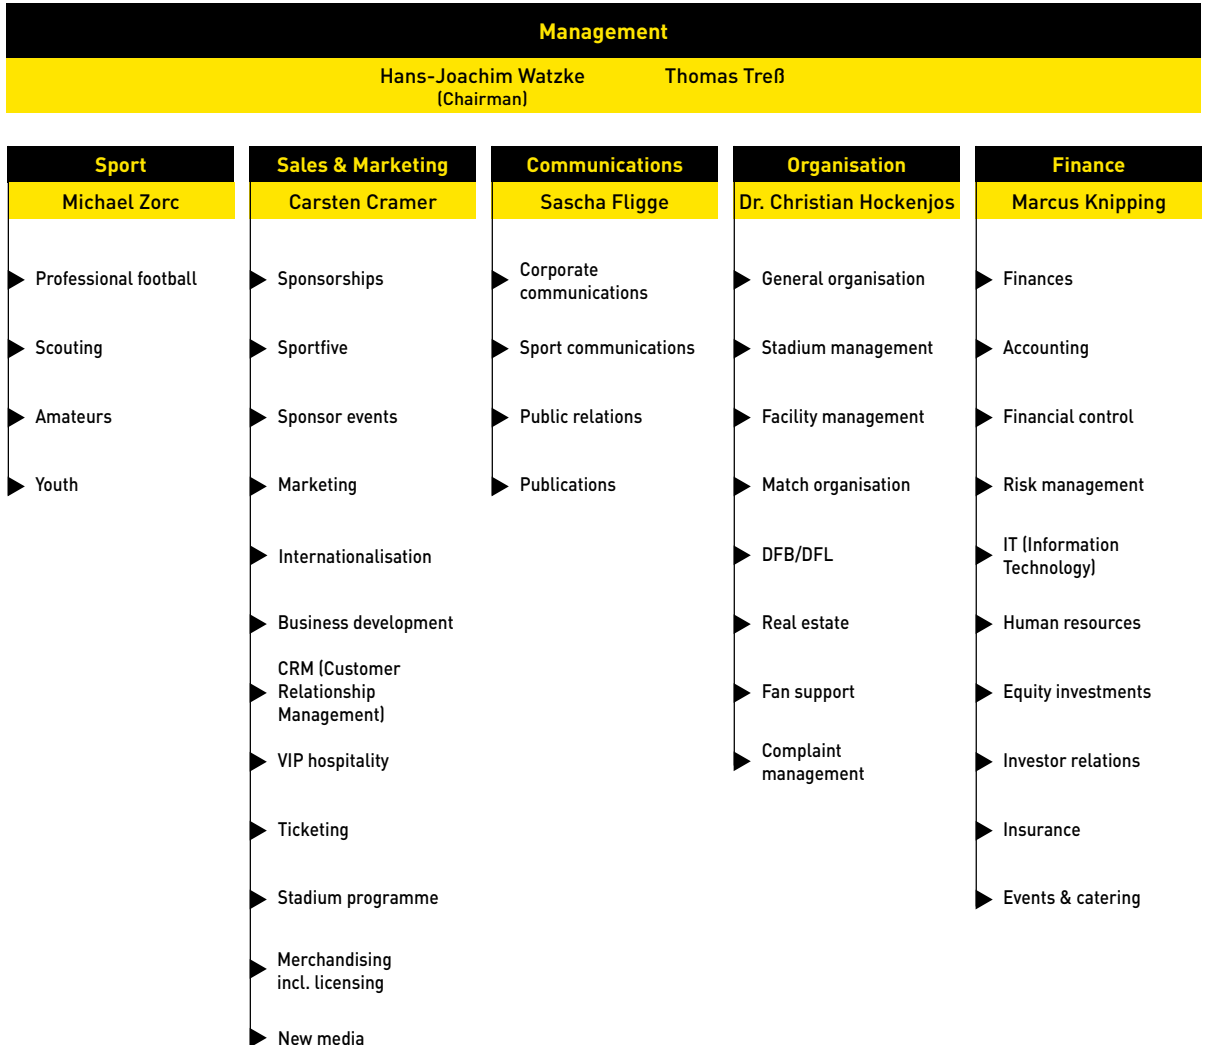 Management
Hans-Joachim Watzke
(Chairman)
Thomas Treß
Sport
Michael Zorc
Professional football
Scouting
Amateurs
Youth
Sales & Marketing
Carsten Cramer
Sponsorships
Sportfive
Sponsor events
Marketing
Internationalisation
Business development
CRM (Customer
Relationship
Management)
VIP hospitality
Ticketing
Stadium programme
Merchandising
incl. licensing
New media
Communications
Sascha Fligge
Corporate
communications
Sport communications
Public relations
Publications
Organisation
Dr. Christian Hockenjos
General organisation
Stadium management
Facility management
Match organisation
DFB/DFL
Real estate
Fan support
Complaint
management
Finance
Marcus Knipping
Finances
Accounting
Financial control
Risk management
IT (Information
Technology)
Human resources
Equity investments
Investor relations
Insurance
Events & catering